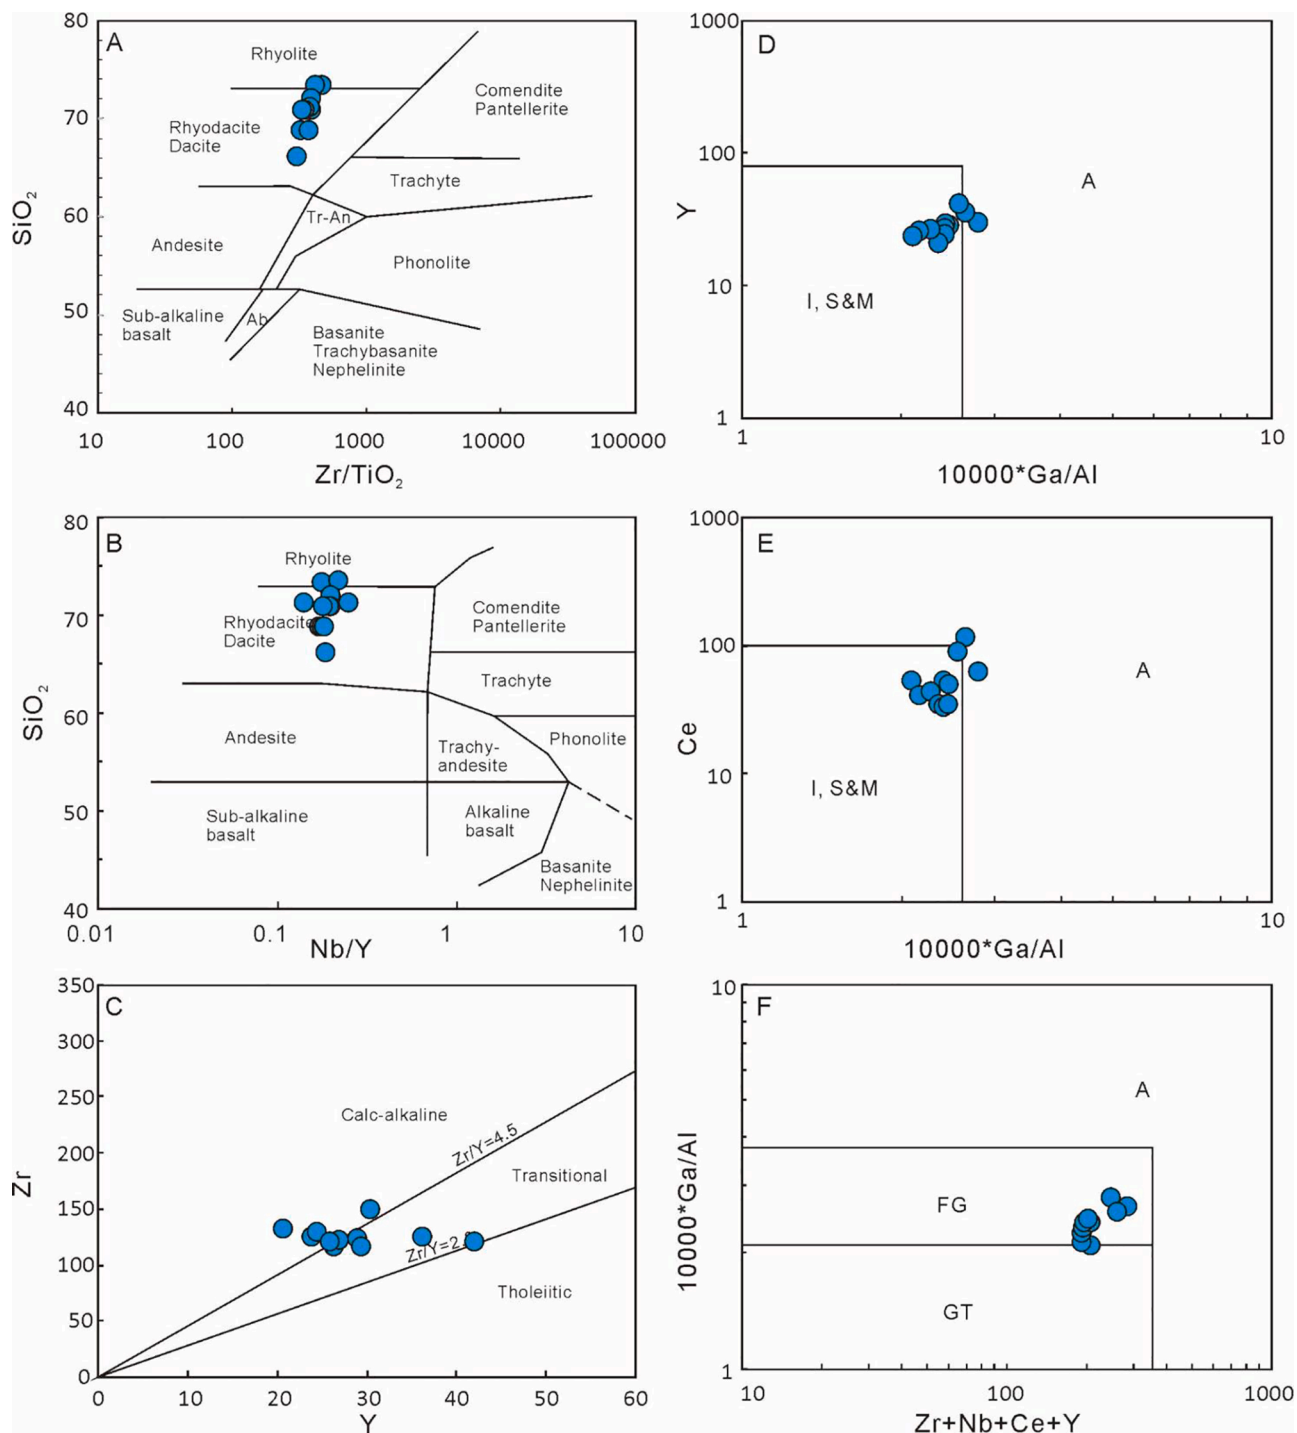 A
80
70
60
50
40
SiO2
Rhyolite
Comendite
Pantellerite
Rhyodacite
Dacite
Trachyte
Tr-An
Andesite
Phonolite
Sub-alkaline
basalt
Ab
Basanite
Trachybasanite
Nephelinite
10 100 1000 10000 100000
Zr/TiO2
D
1000
100
10
1
Y
A
I, S&M
1 10
10000*Ga/Al
B
80
70
60
50
40
SiO2
Rhyolite
Rhyodacite
Dacite
Comendite
Pantellerite
Trachyte
Andesite
Trachy-
andesite
Phonolite
Sub-alkaline
basalt
Alkaline
basalt
Basanite
Nephelinite
0.01 0.1 1 10
Nb/Y
E
1000
100
10
1
Ce
A
I, S&M
1 10
10000*Ga/Al
C
350
300
250
200
150
100
50
0
Zr
Calc-alkaline
Zr/Y=4.5
Transitional
Zr/Y=2.
Tholeiitic
0 10 20 30 40 50 60
Y
F
10
1
10000*Ga/Al
A
FG
GT
10 100 1000
Zr+Nb+Ce+Y